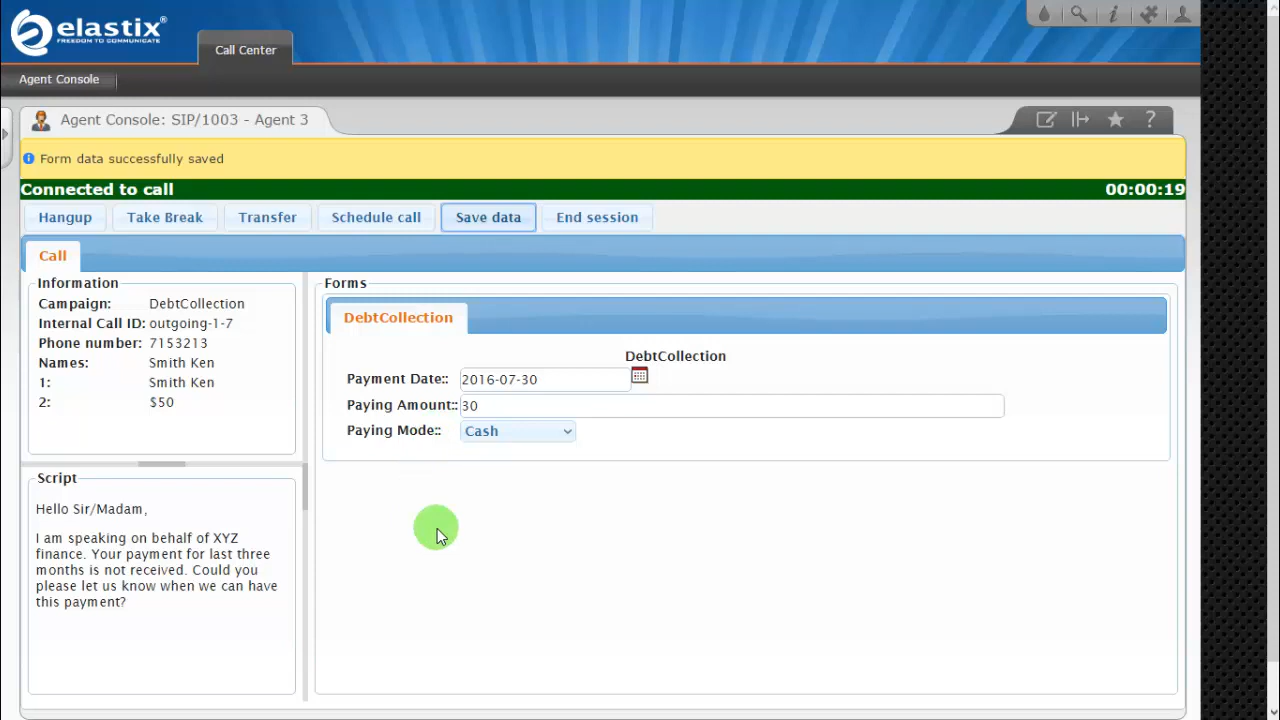 elastix®
FREEDOM TO COMMUNICATE
Call Center
Agent Console
Agent Console: SIP/1003 - Agent 3
Form data successfully saved
Connected to call 00:00:19
Hangup Take Break Transfer Schedule call Save data End session
Call
Information
Campaign: DebtCollection
Internal Call ID: outgoing-1-7
Phone number: 7153213
Names: Smith Ken
1: Smith Ken
2: $50
Script
Hello Sir/Madam,
I am speaking on behalf of XYZ
finance. Your payment for last three
months is not received. Could you
please let us know when we can have
this payment?
Forms
DebtCollection
DebtCollection
Payment Date:: 2016-07-30
Paying Amount:: 30
Paying Mode:: Cash